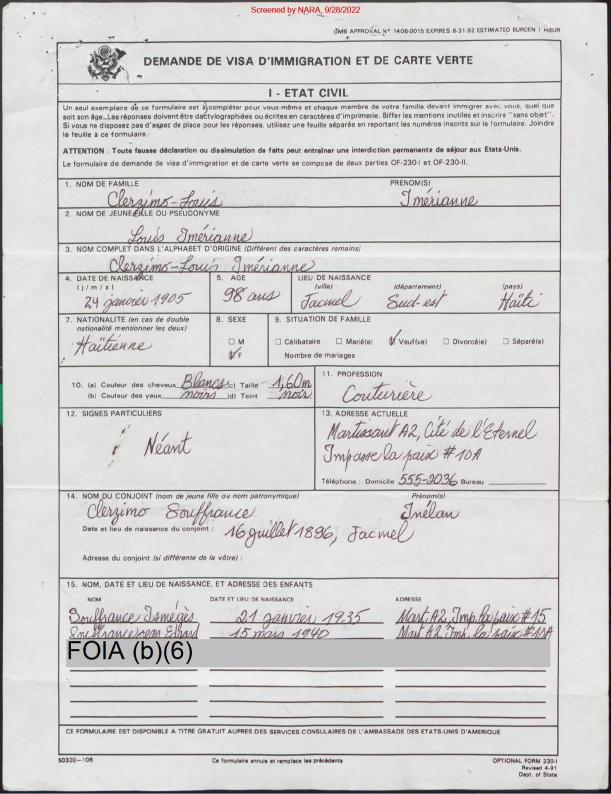 Screened by NARA, 9/28/2022
OMB APPROVAL Nº 1406-0015 EXPIRES 8-31-92 ESTIMATED BURDEN 1 HOUR
DEMANDE DE VISA D'IMMIGRATION ET DE CARTE VERTE
I - ETAT CIVIL
Un seul exemplaire de ce formulaire est à compléter pour vous-même et chaque membre de votre famille devant immigrer avec vous, quel que
soit son âge. Les réponses doivent être dactylographiées ou écrites en caractères d'imprimerie. Biffer les mentions inutiles et inscrire "sans objet".
Si vous ne disposez pas d'assez de place pour les réponses, utilisez une feuille séparée en reportant les numéros inscrits sur le formulaire. Joindre
la feuille à ce formulaire.
ATTENTION : Toute fausse déclaration ou dissimulation de faits peut entraîner une interdiction permanente de séjour aux Etats-Unis.
Le formulaire de demande de visa d'immigration et de carte verte se compose de deux parties OF-230-I et OF-230-II.
1. NOM DE FAMILLE PRENOM(S)
Clerzimo-Louis Imérianne
2. NOM DE JEUNE FILLE OU PSEUDONYME
Louis Imérianne
3. NOM COMPLET DANS L'ALPHABET D'ORIGINE (Différent des caractères romains)
Clerzimo-Louis Imérianne
4. DATE DE NAISSANCE 5. AGE LIEU DE NAISSANCE
(j / m / a) (ville) (département) (pays)
24 janvier 1905 98 ans Jacmel Sud-est Haïti
7. NATIONALITE (en cas de double
nationalité mentionner les deux)
Haïtienne
8. SEXE
M
F
9. SITUATION DE FAMILLE
Célibataire Marié(e) Veuf(ve) Divorcé(e) Séparé(e)
Nombre de mariages
10. (a) Couleur des cheveux Blancs (c) Taille 1,60m
(b) Couleur des yeux noirs (d) Teint noir
11. PROFESSION
Couturière
12. SIGNES PARTICULIERS
Néant
13. ADRESSE ACTUELLE
Martissant A2, Cité de l'Eternel
Impasse la paix #10A
Téléphone : Domicile 555-2036 Bureau
14. NOM DU CONJOINT (nom de jeune fille ou nom patronymique) Prénom(s)
Clerzimo Souffrance Inélan
Date et lieu de naissance du conjoint : 16 juillet 1896, Jacmel
Adresse du conjoint (si différente de la vôtre) :
15. NOM, DATE ET LIEU DE NAISSANCE, ET ADRESSE DES ENFANTS
NOM DATE ET LIEU DE NAISSANCE ADRESSE
Souffrance Isméges 21 janvier 1935 Mart. A2, Imp. la paix #15
Souffrance 15 mars 1940 Mart. A2, Imp. la paix #10A
FOIA (b)(6)
CE FORMULAIRE EST DISPONIBLE A TITRE GRATUIT AUPRES DES SERVICES CONSULAIRES DE L'AMBASSADE DES ETATS-UNIS D'AMERIQUE
50320-106 Ce formulaire annule et remplace les précédents OPTIONAL FORM 230-I
Revised 4-91
Dept. of State